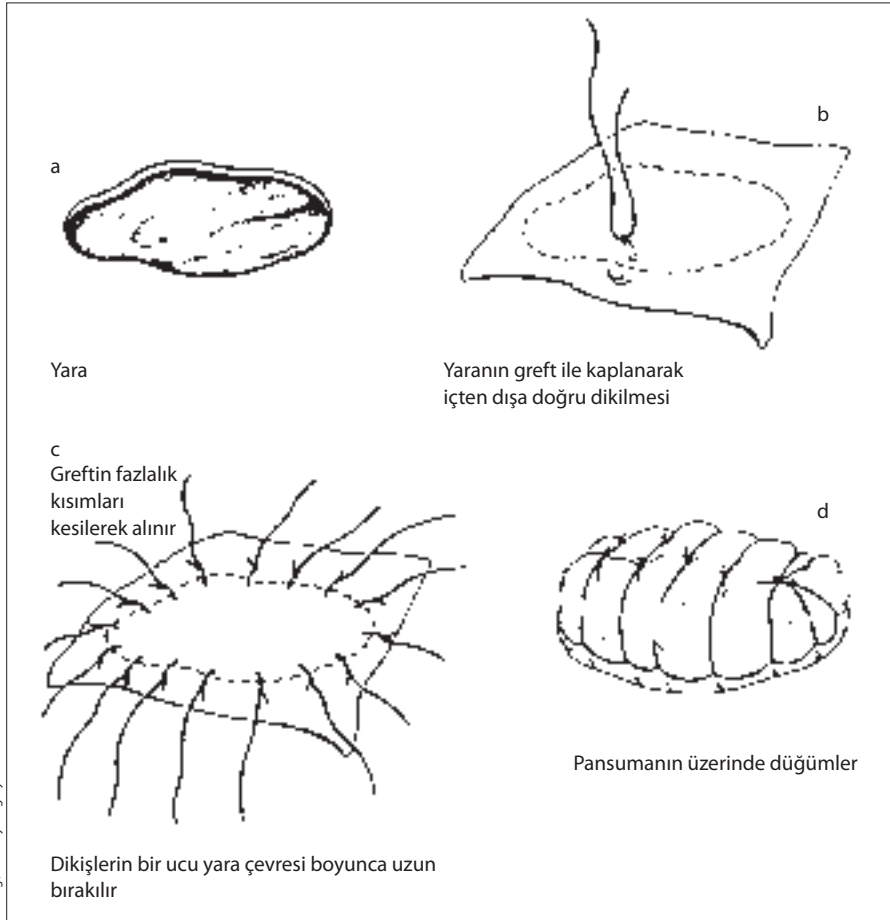 a
b
Yara
Yaranın greft ile kaplanarak
içten dışa doğru dikilmesi
c
Greftin fazlalık
kısımları
kesilerek alınır
d
Pansumanın üzerinde düğümler
Dikişlerin bir ucu yara çevresi boyunca uzun
bırakılır